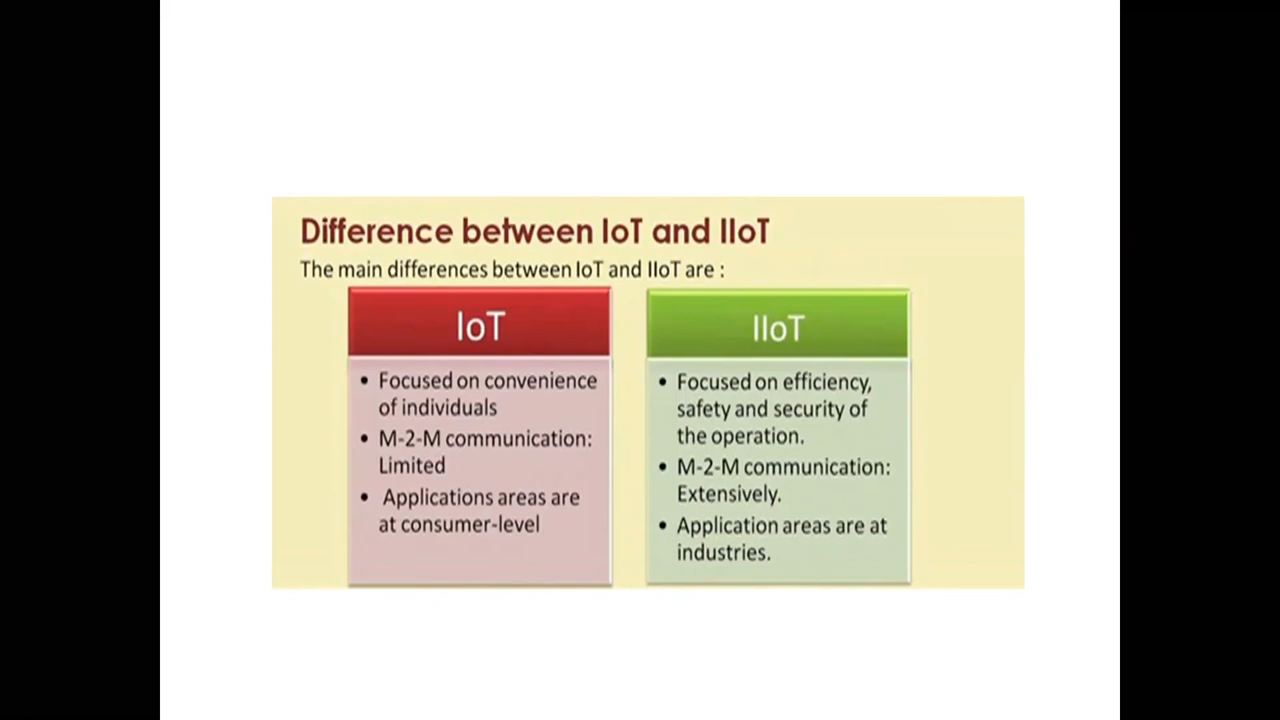 Difference between IoT and IIoT
The main differences between IoT and IIoT are :
IoT
• Focused on convenience
of individuals
• M-2-M communication:
Limited
• Applications areas are
at consumer-level
IIoT
• Focused on efficiency,
safety and security of
the operation.
• M-2-M communication:
Extensively.
• Application areas are at
industries.